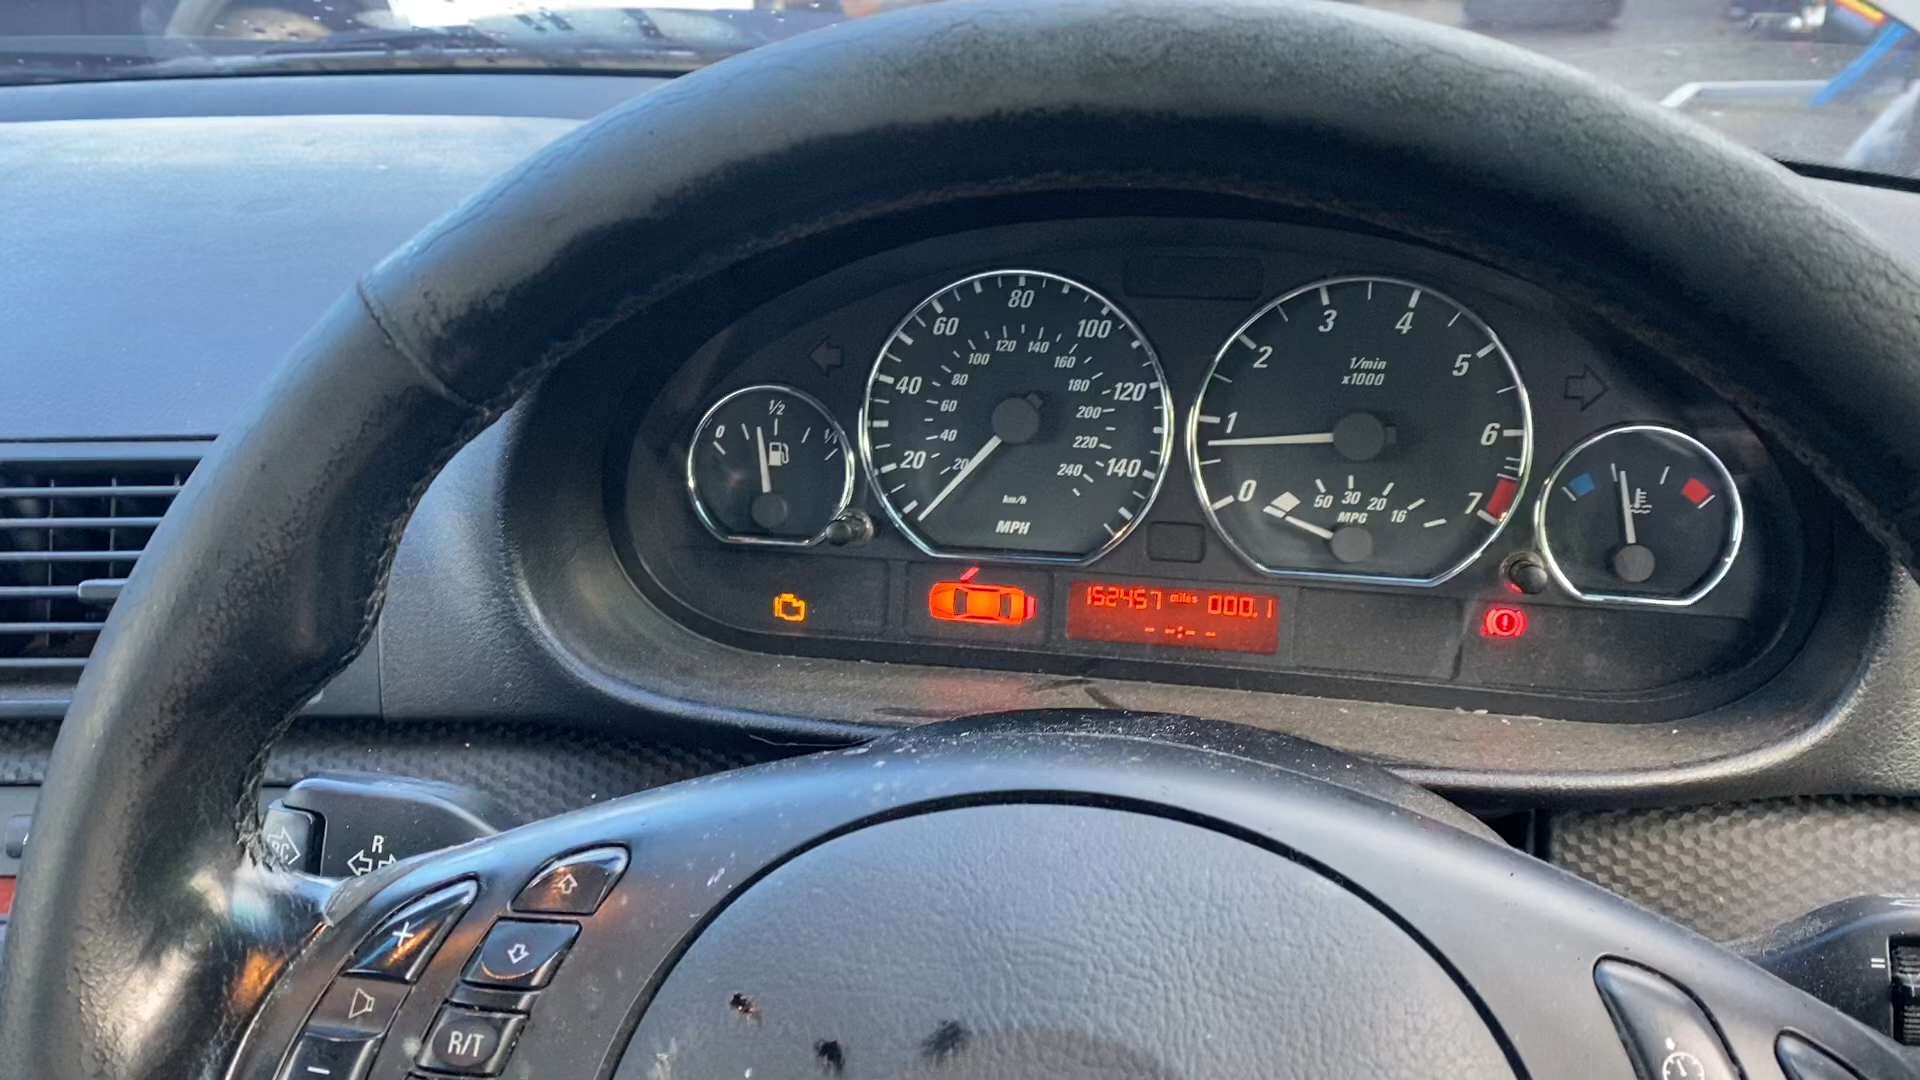 0 1/2 1/1
20 40 60 80 100 120 140
20 40 60 80 100 120 140 160 180 200 220 240
km/h
MPH
0 1 2 3 4 5 6 7
1/min
x1000
50 30 20 16
MPG
152457 miles 000.1
--:--
R
BC
+
-
R/T